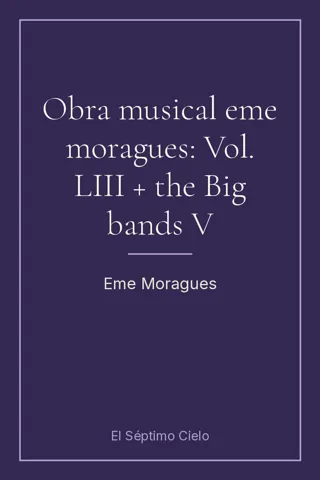 Obra musical eme
moragues: Vol.
LIII + the Big
bands V
Eme Moragues
El Séptimo Cielo